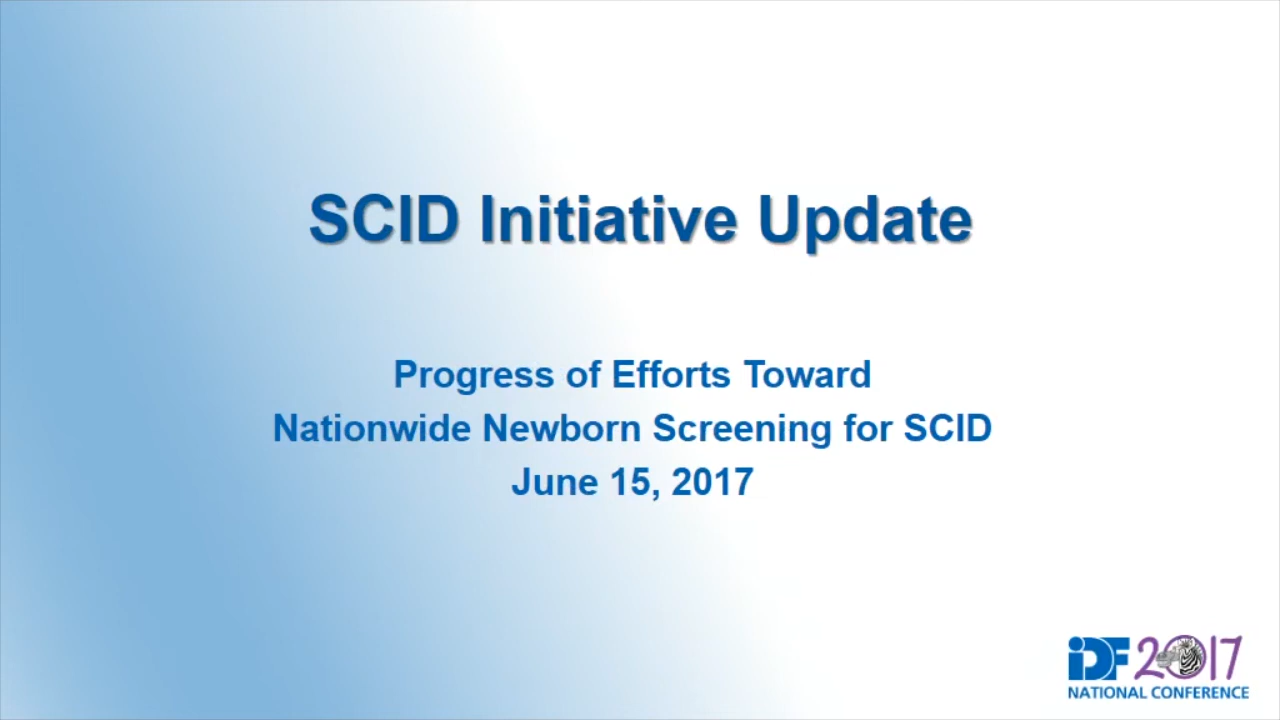 SCID Initiative Update
Progress of Efforts Toward
Nationwide Newborn Screening for SCID
June 15, 2017
iDF 2017
NATIONAL CONFERENCE